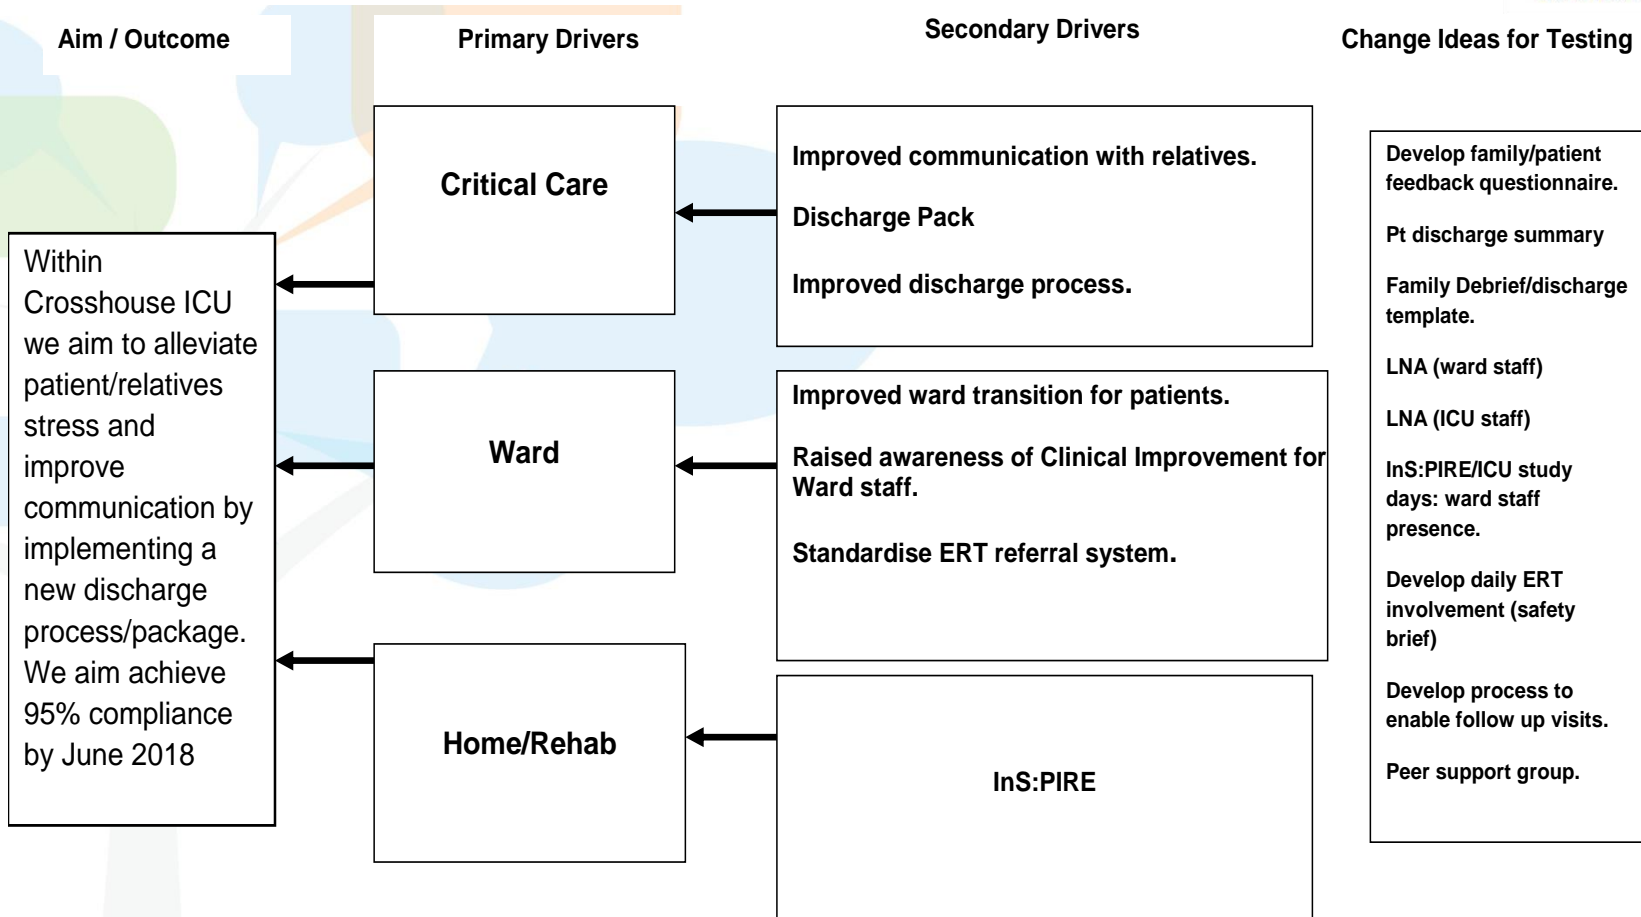 Aim / Outcome
Primary Drivers
Secondary Drivers
Change Ideas for Testing
Within
Crosshouse ICU
we aim to alleviate
patient/relatives
stress and
improve
communication by
implementing a
new discharge
process/package.
We aim achieve
95% compliance
by June 2018
Critical Care
Ward
Home/Rehab
Improved communication with relatives.
Discharge Pack
Improved discharge process.
Improved ward transition for patients.
Raised awareness of Clinical Improvement for
Ward staff.
Standardise ERT referral system.
InS:PIRE
Develop family/patient
feedback questionnaire.
Pt discharge summary
Family Debrief/discharge
template.
LNA (ward staff)
LNA (ICU staff)
InS:PIRE/ICU study
days: ward staff
presence.
Develop daily ERT
involvement (safety
brief)
Develop process to
enable follow up visits.
Peer support group.